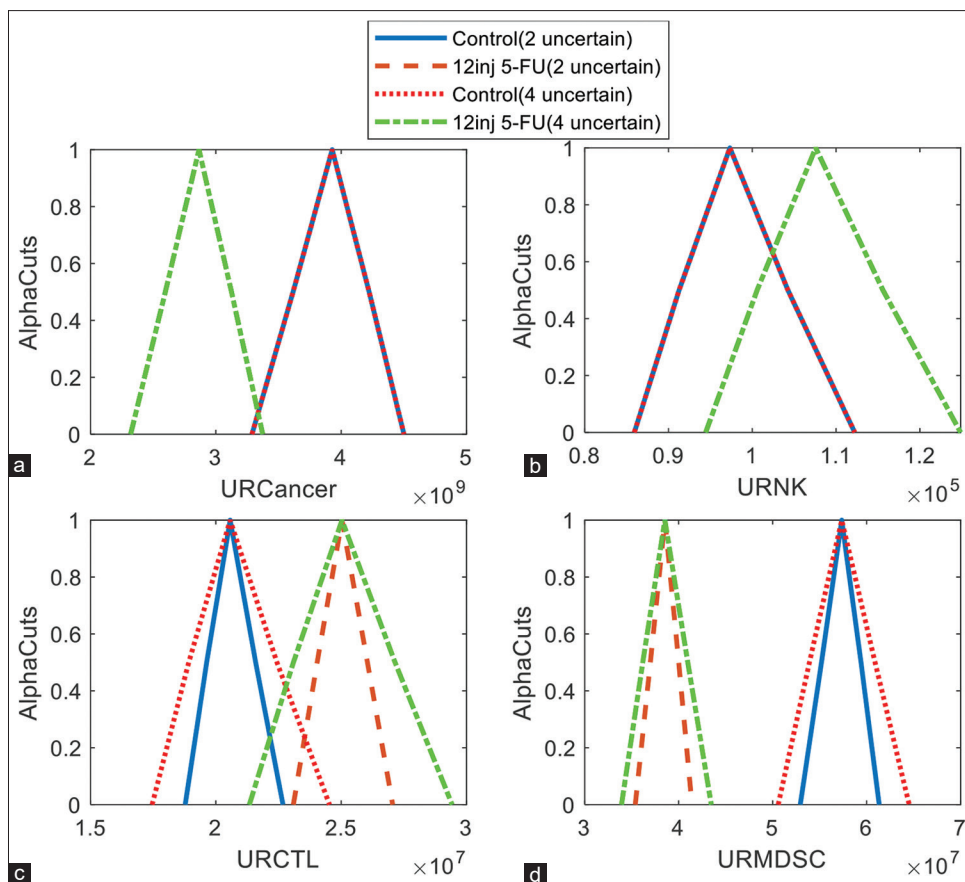 Control(2 uncertain)
12inj 5-FU(2 uncertain)
Control(4 uncertain)
12inj 5-FU(4 uncertain)
AlphaCuts
1
0.8
0.6
0.4
0.2
0
2
3
4
5
URCancer
×10^9
a
AlphaCuts
1
0.8
0.6
0.4
0.2
0
0.8
0.9
1
1.1
1.2
URNK
×10^5
b
AlphaCuts
1
0.8
0.6
0.4
0.2
0
1.5
2
2.5
3
URCTL
×10^7
c
AlphaCuts
1
0.8
0.6
0.4
0.2
0
3
4
5
6
7
URMDSC
×10^7
d